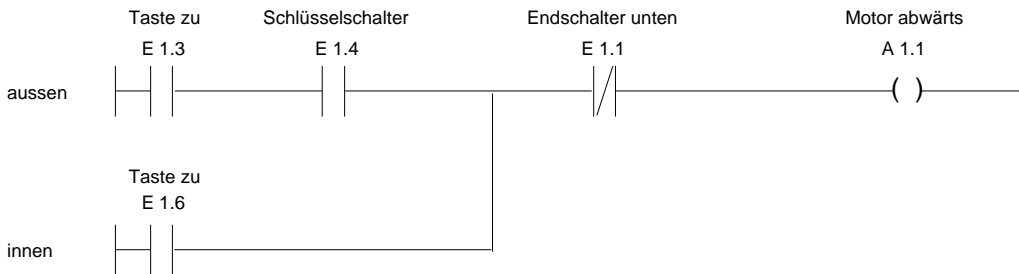 Taste zu Schlüsselschalter Endschalter unten Motor abwärts
E 1.3 E 1.4 E 1.1 A 1.1
aussen
( )
Taste zu
E 1.6
innen